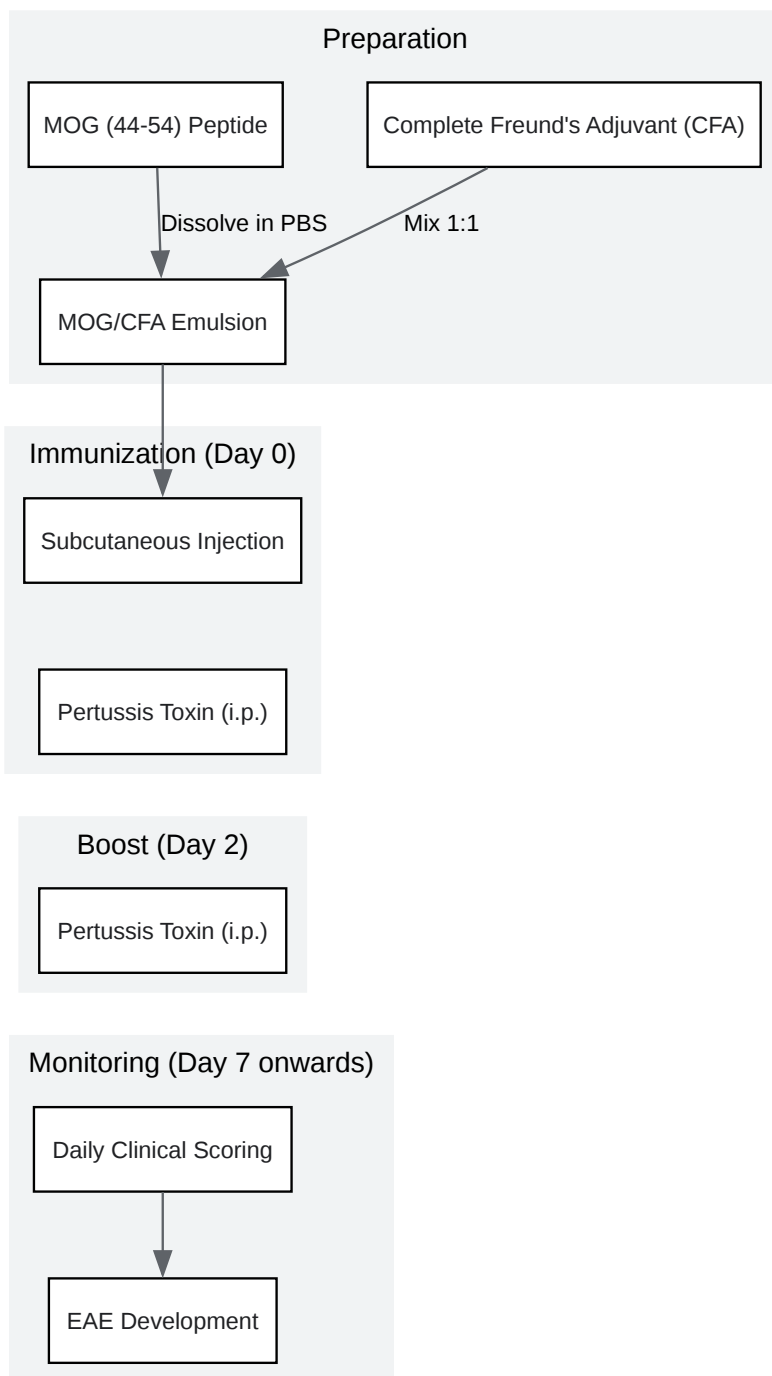 Preparation
MOG (44-54) Peptide
Complete Freund's Adjuvant (CFA)
Dissolve in PBS
Mix 1:1
MOG/CFA Emulsion
Immunization (Day 0)
Subcutaneous Injection
Pertussis Toxin (i.p.)
Boost (Day 2)
Pertussis Toxin (i.p.)
Monitoring (Day 7 onwards)
Daily Clinical Scoring
EAE Development